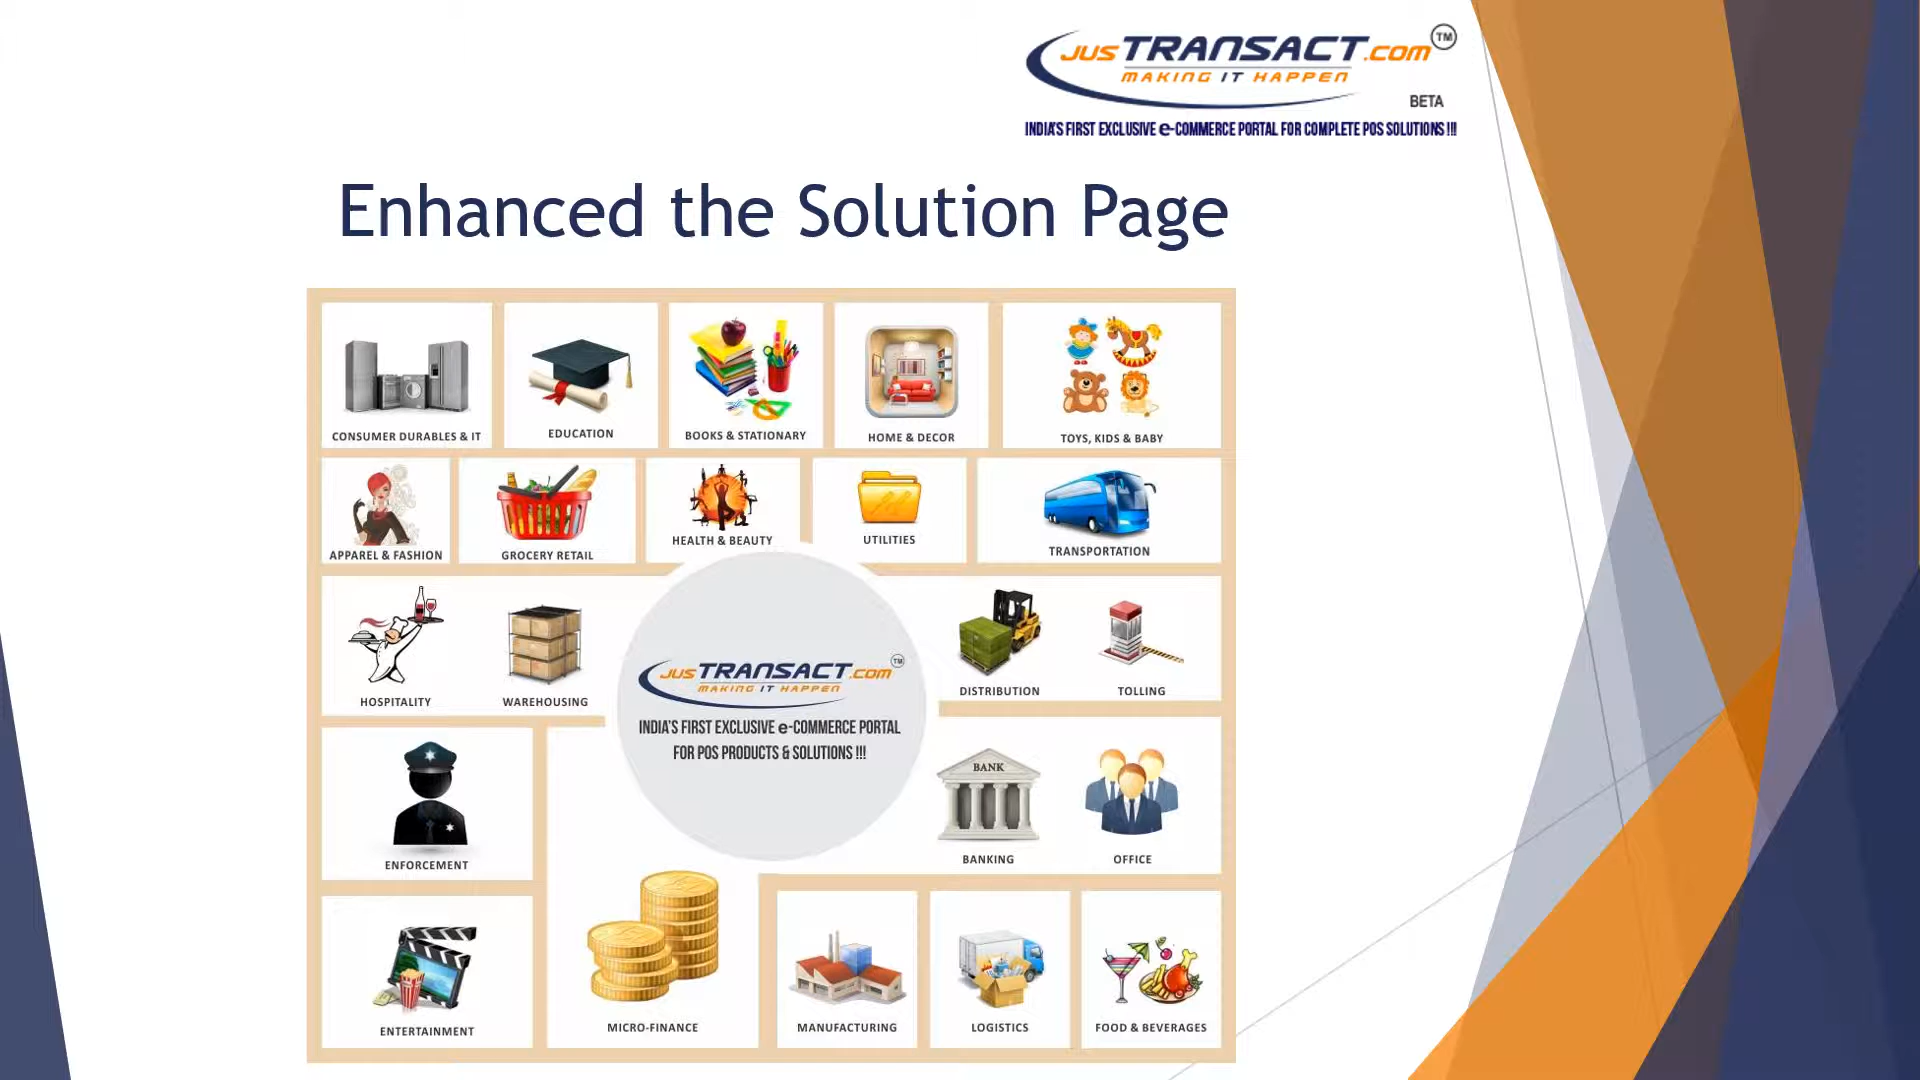 JUSTRANSACT.COM TM
MAKING IT HAPPEN
BETA
INDIA'S FIRST EXCLUSIVE e-COMMERCE PORTAL FOR COMPLETE POS SOLUTIONS !!!
Enhanced the Solution Page
CONSUMER DURABLES & IT
EDUCATION
BOOKS & STATIONARY
HOME & DECOR
TOYS, KIDS & BABY
APPAREL & FASHION
GROCERY RETAIL
HEALTH & BEAUTY
UTILITIES
TRANSPORTATION
HOSPITALITY
WAREHOUSING
JUSTRANSACT.COM TM
MAKING IT HAPPEN
INDIA'S FIRST EXCLUSIVE e-COMMERCE PORTAL
FOR POS PRODUCTS & SOLUTIONS !!!
DISTRIBUTION
TOLLING
ENFORCEMENT
BANK
BANKING
OFFICE
ENTERTAINMENT
MICRO-FINANCE
MANUFACTURING
LOGISTICS
FOOD & BEVERAGES